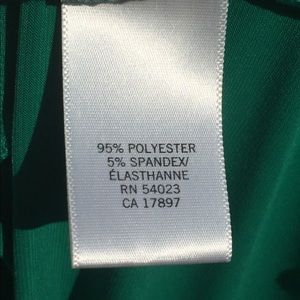 95% POLYESTER
5% SPANDEX/
ÉLASTHANNE
RN 54023
CA 17897